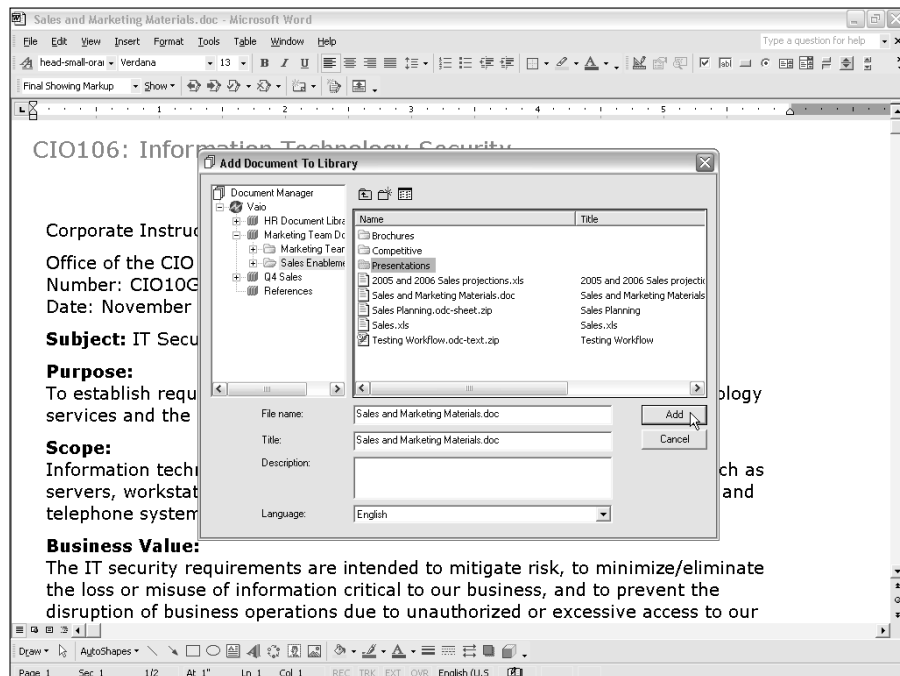 Sales and Marketing Materials.doc - Microsoft Word
File Edit View Insert Format Tools Table Window Help
Type a question for help
head-small-orai Verdana 13 B I U
Final Showing Markup Show
1 2 3 4 5
CIO106: Information Technology Security
Add Document To Library
Document Manager
Vaio
HR Document Libra
Marketing Team Do
Marketing Tear
Sales Enableme
Q4 Sales
References
Name Title
Brochures
Competitive
Presentations
2005 and 2006 Sales projections.xls 2005 and 2006 Sales projectic
Sales and Marketing Materials.doc Sales and Marketing Materials
Sales Planning.odc-sheet.zip Sales Planning
Sales.xls Sales.xls
Testing Workflow.odc-text.zip Testing Workflow
File name: Sales and Marketing Materials.doc Add
Title: Sales and Marketing Materials.doc Cancel
Description:
Language: English
Corporate Instruc
Office of the CIO
Number: CIO10G
Date: November
Subject: IT Secu
Purpose:
To establish requ ology
services and the
Scope:
Information techn ch as
servers, workstat and
telephone system
Business Value:
The IT security requirements are intended to mitigate risk, to minimize/eliminate
the loss or misuse of information critical to our business, and to prevent the
disruption of business operations due to unauthorized or excessive access to our
Draw AutoShapes
Page 1 Sec 1 1/2 At 1" Ln 1 Col 1 REC TRK EXT OVR English (U.S